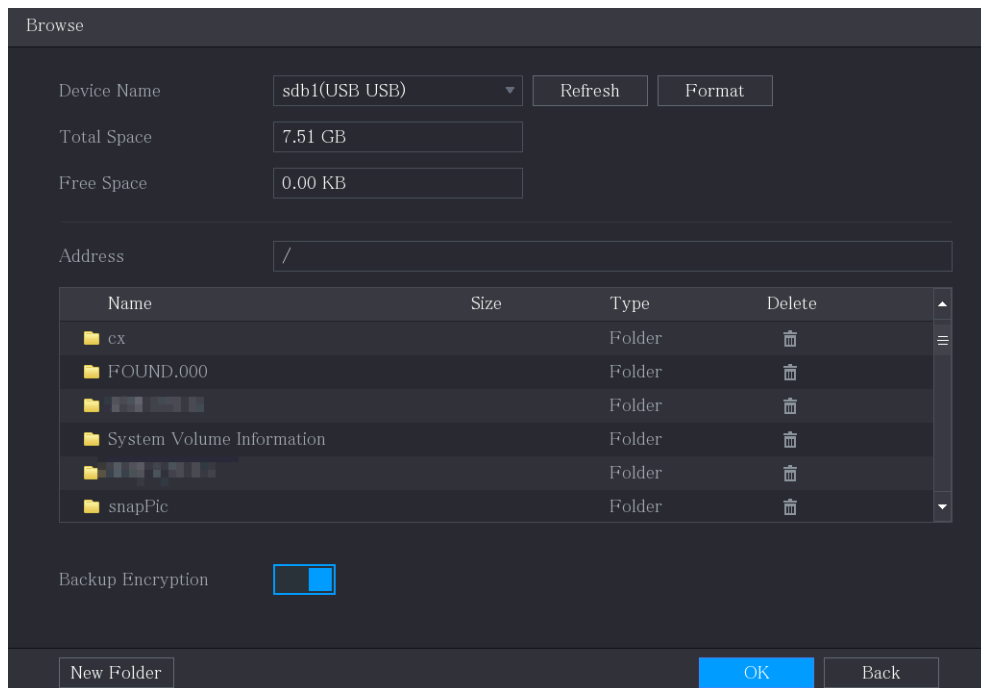 Browse
Device Name sdb1(USB USB) Refresh Format
Total Space 7.51 GB
Free Space 0.00 KB
Address /
Name Size Type Delete
cx Folder
FOUND.000 Folder
Folder
System Volume Information Folder
Folder
snapPic Folder
Backup Encryption
New Folder OK Back